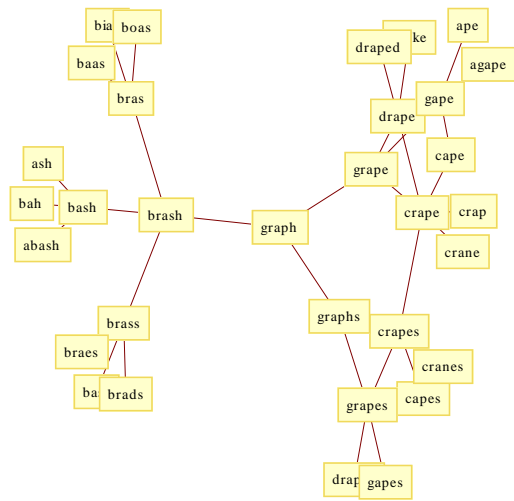 boas
ape
draped
baas
agape
bras
gape
drape
ash
cape
grape
bah
bash
brash
crape
crap
abash
graph
crane
graphs
brass
crapes
braes
cranes
brads
grapes
capes
gapes